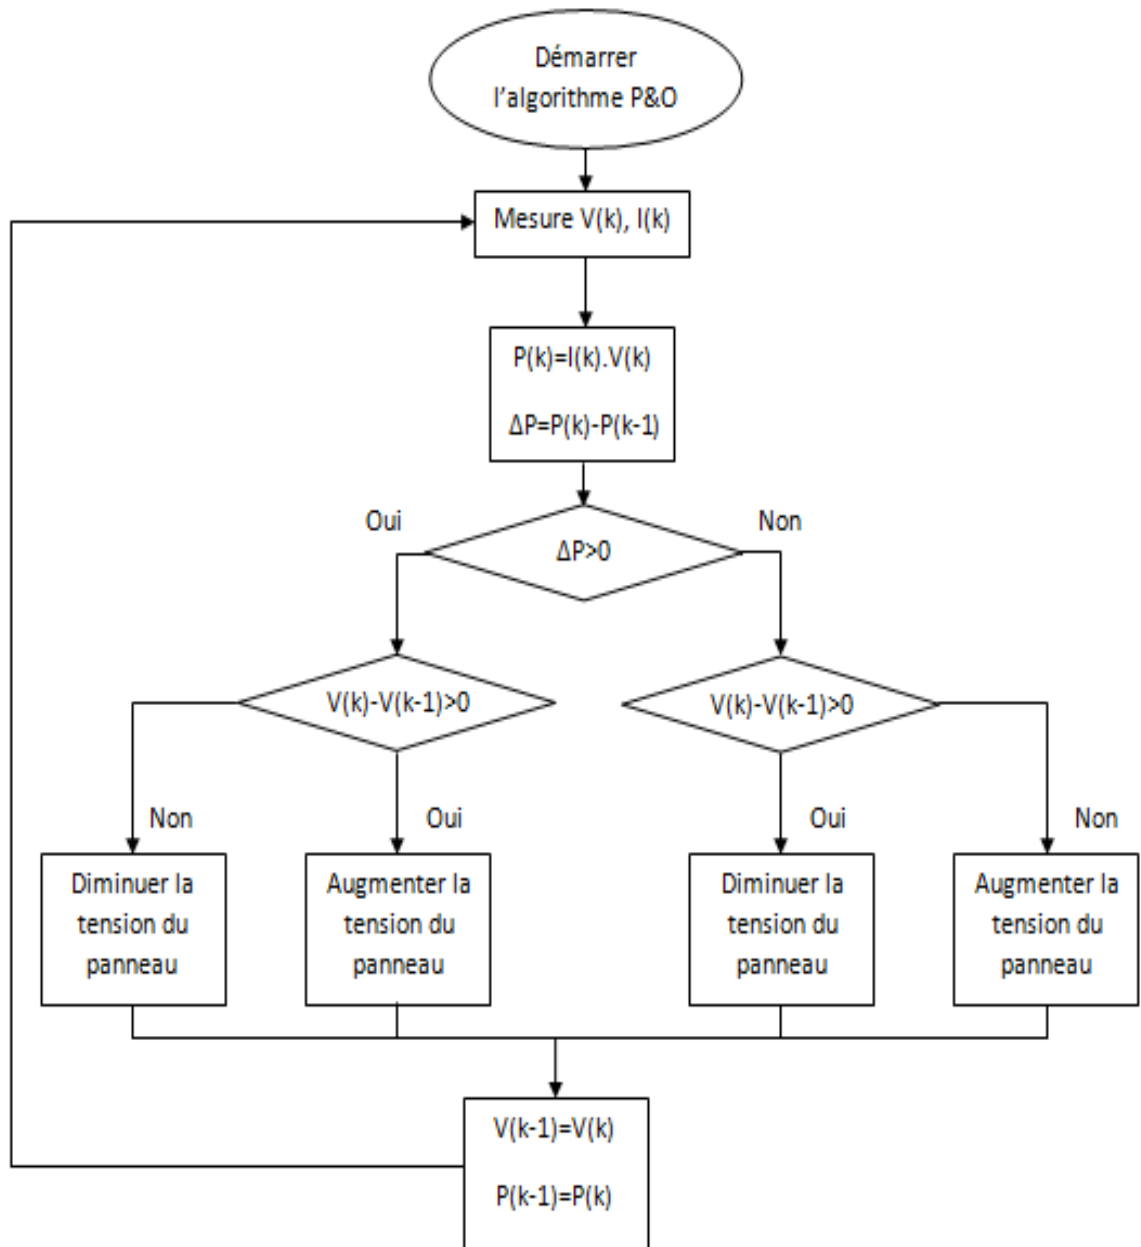 Démarrer
l'algorithme P&O
Mesure V(k), I(k)
P(k)=I(k).V(k)
ΔP=P(k)-P(k-1)
Oui
Non
ΔP>0
V(k)-V(k-1)>0
V(k)-V(k-1)>0
Non
Oui
Oui
Non
Diminuer la
tension du
panneau
Augmenter la
tension du
panneau
Diminuer la
tension du
panneau
Augmenter la
tension du
panneau
V(k-1)=V(k)
P(k-1)=P(k)